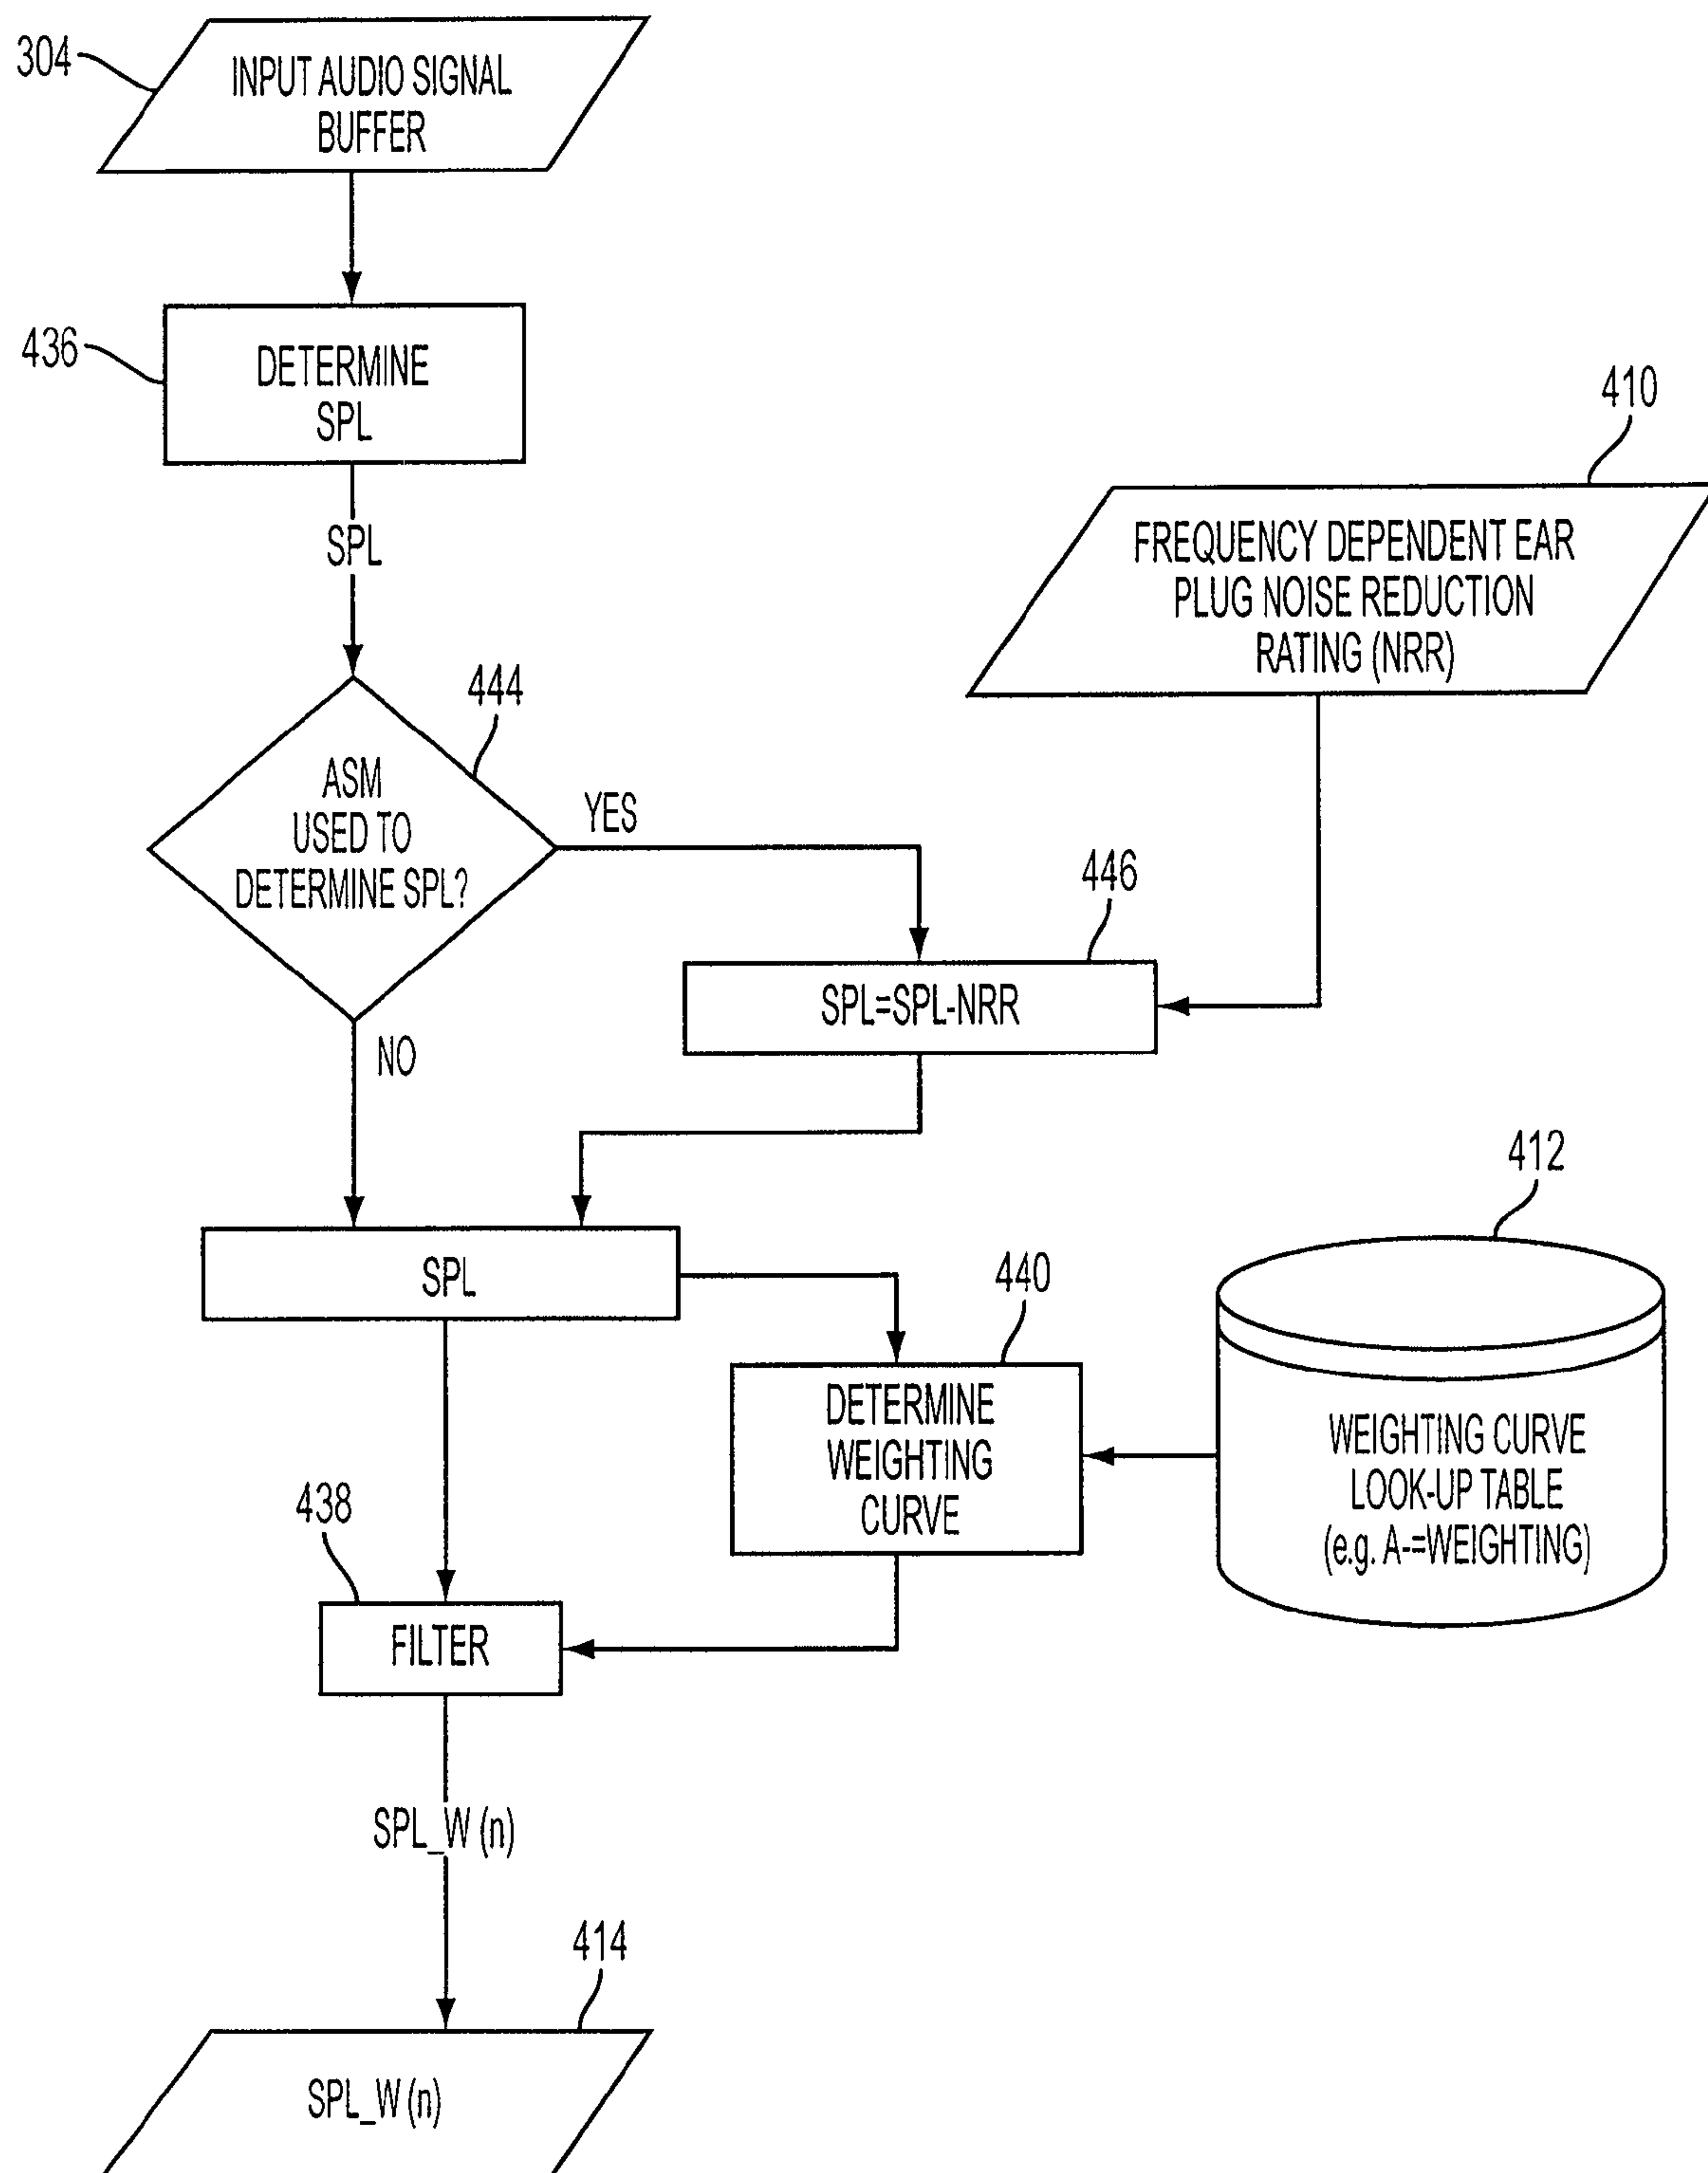 304
INPUT AUDIO SIGNAL
BUFFER
436
DETERMINE
SPL
SPL
410
FREQUENCY DEPENDENT EAR
PLUG NOISE REDUCTION
RATING (NRR)
444
ASM
USED TO
DETERMINE SPL?
YES
446
SPL=SPL-NRR
NO
412
SPL
440
DETERMINE
WEIGHTING
CURVE
WEIGHTING CURVE
LOOK-UP TABLE
(e.g. A-=WEIGHTING)
438
FILTER
SPL_W (n)
414
SPL_W (n)